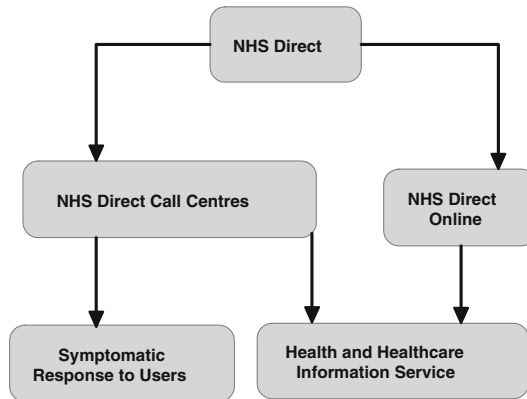 NHS Direct
NHS Direct Call Centres
NHS Direct
Online
Symptomatic
Response to Users
Health and Healthcare
Information Service